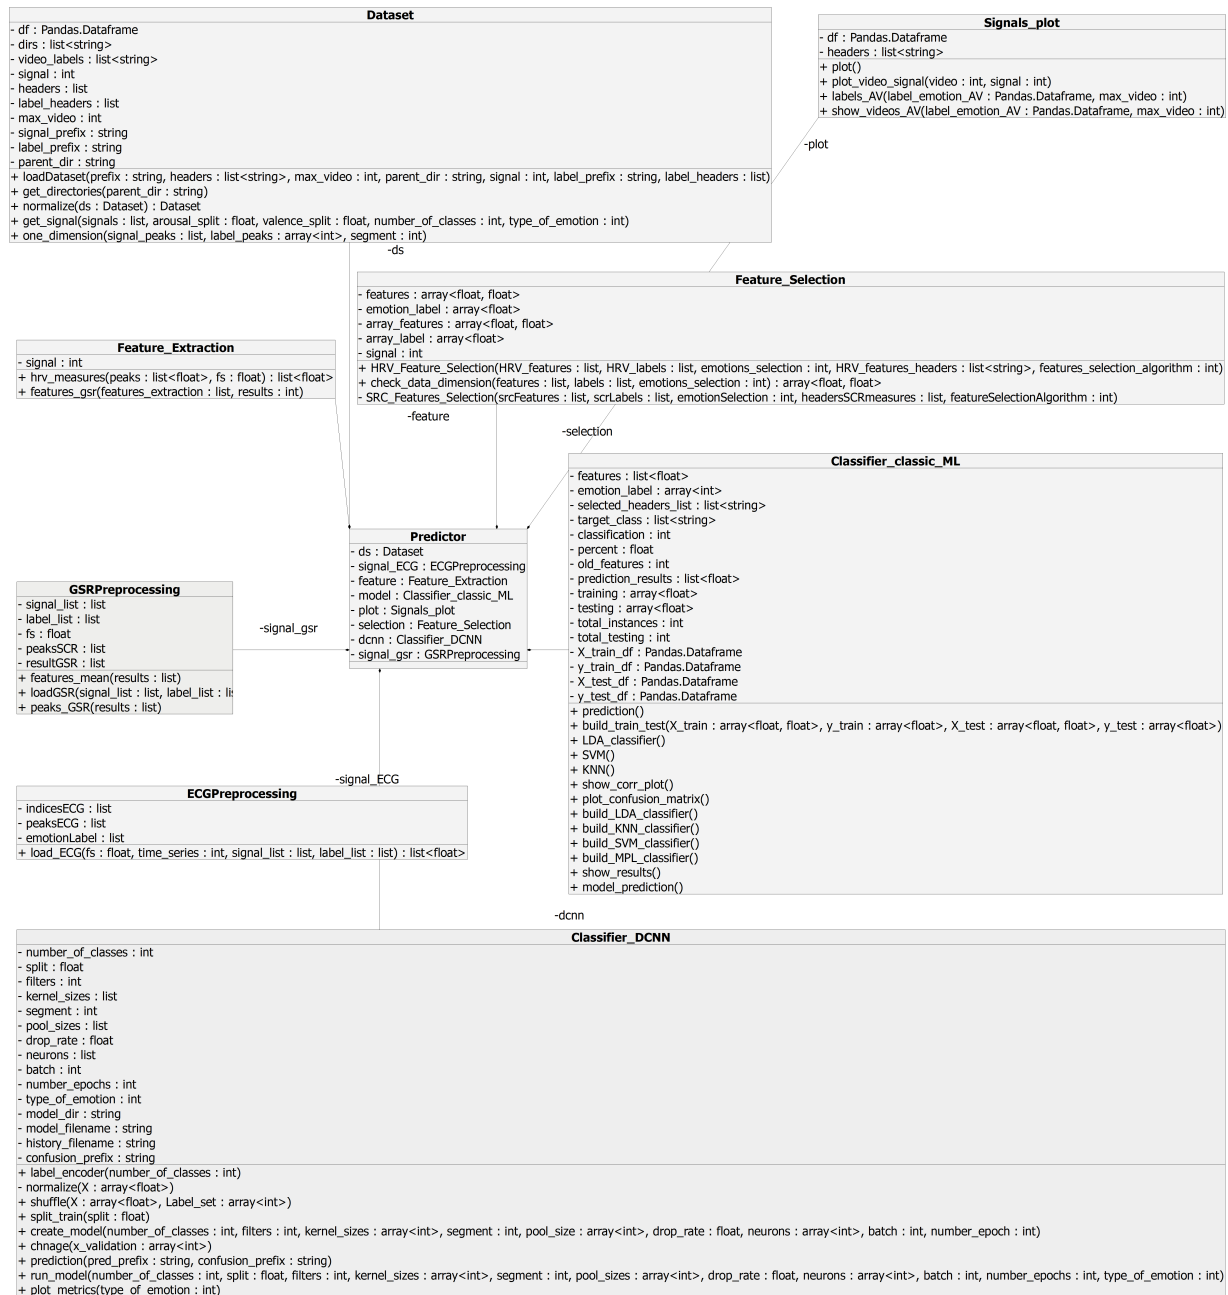 Dataset
- df : Pandas.Dataframe
- dirs : list<string>
- video_labels : list<string>
- signal : int
- headers : list
- label_headers : list
- max_video : int
- signal_prefix : string
- label_prefix : string
- parent_dir : string
+ loadDataset(prefix : string, headers : list<string>, max_video : int, parent_dir : string, signal : int, label_prefix : string, label_headers : list)
+ get_directories(parent_dir : string)
+ normalize(ds : Dataset) : Dataset
+ get_signal(signals : list, arousal_split : float, valence_split : float, number_of_classes : int, type_of_emotion : int)
+ one_dimension(signal_peaks : list, label_peaks : array<int>, segment : int)
Signals_plot
- df : Pandas.Dataframe
- headers : list<string>
+ plot()
+ plot_video_signal(video : int, signal : int)
+ labels_AV(label_emotion_AV : Pandas.Dataframe, max_video : int)
+ show_videos_AV(label_emotion_AV : Pandas.Dataframe, max_video : int)
-plot
-ds
Feature_Selection
- features : array<float, float>
- emotion_label : array<float>
- array_features : array<float, float>
- array_label : array<float>
- signal : int
+ HRV_Feature_Selection(HRV_features : list, HRV_labels : list, emotions_selection : int, HRV_features_headers : list<string>, features_selection_algorithm : int)
+ check_data_dimension(features : list, labels : list, emotions_selection : int) : array<float, float>
- SRC_Features_Selection(srcFeatures : list, scrLabels : list, emotionSelection : int, headersSCRmeasures : list, featureSelectionAlgorithm : int)
Feature_Extraction
- signal : int
+ hrv_measures(peaks : list<float>, fs : float) : list<float>
+ features_gsr(features_extraction : list, results : int)
-feature
-selection
Classifier_classic_ML
- features : list<float>
- emotion_label : array<int>
- selected_headers_list : list<string>
- target_class : list<string>
- classification : int
- percent : float
- old_features : int
- prediction_results : list<float>
- training : array<float>
- testing : array<float>
- total_instances : int
- total_testing : int
- X_train_df : Pandas.Dataframe
- y_train_df : Pandas.Dataframe
- X_test_df : Pandas.Dataframe
- y_test_df : Pandas.Dataframe
+ prediction()
+ build_train_test(X_train : array<float, float>, y_train : array<float>, X_test : array<float, float>, y_test : array<float>)
+ LDA_classifier()
+ SVM()
+ KNN()
+ show_corr_plot()
+ plot_confusion_matrix()
+ build_LDA_classifier()
+ build_KNN_classifier()
+ build_SVM_classifier()
+ build_MPL_classifier()
+ show_results()
+ model_prediction()
Predictor
- ds : Dataset
- signal_ECG : ECGPreprocessing
- feature : Feature_Extraction
- model : Classifier_classic_ML
- plot : Signals_plot
- selection : Feature_Selection
- dcnn : Classifier_DCNN
- signal_gsr : GSRPreprocessing
GSRPreprocessing
- signal_list : list
- label_list : list
- fs : float
- peaksSCR : list
- resultGSR : list
+ features_mean(results : list)
+ loadGSR(signal_list : list, label_list : lis
+ peaks_GSR(results : list)
-signal_gsr
-signal_ECG
ECGPreprocessing
- indicesECG : list
- peaksECG : list
- emotionLabel : list
+ load_ECG(fs : float, time_series : int, signal_list : list, label_list : list) : list<float>
-dcnn
Classifier_DCNN
- number_of_classes : int
- split : float
- filters : int
- kernel_sizes : list
- segment : int
- pool_sizes : list
- drop_rate : float
- neurons : list
- batch : int
- number_epochs : int
- type_of_emotion : int
- model_dir : string
- model_filename : string
- history_filename : string
- confusion_prefix : string
+ label_encoder(number_of_classes : int)
- normalize(X : array<float>)
+ shuffle(X : array<float>, Label_set : array<int>)
+ split_train(split : float)
+ create_model(number_of_classes : int, filters : int, kernel_sizes : array<int>, segment : int, pool_size : array<int>, drop_rate : float, neurons : array<int>, batch : int, number_epoch : int)
+ chnage(x_validation : array<int>)
+ prediction(pred_prefix : string, confusion_prefix : string)
+ run_model(number_of_classes : int, split : float, filters : int, kernel_sizes : array<int>, segment : int, pool_sizes : array<int>, drop_rate : float, neurons : array<int>, batch : int, number_epochs : int, type_of_emotion : int)
+ plot_metrics(type_of_emotion : int)